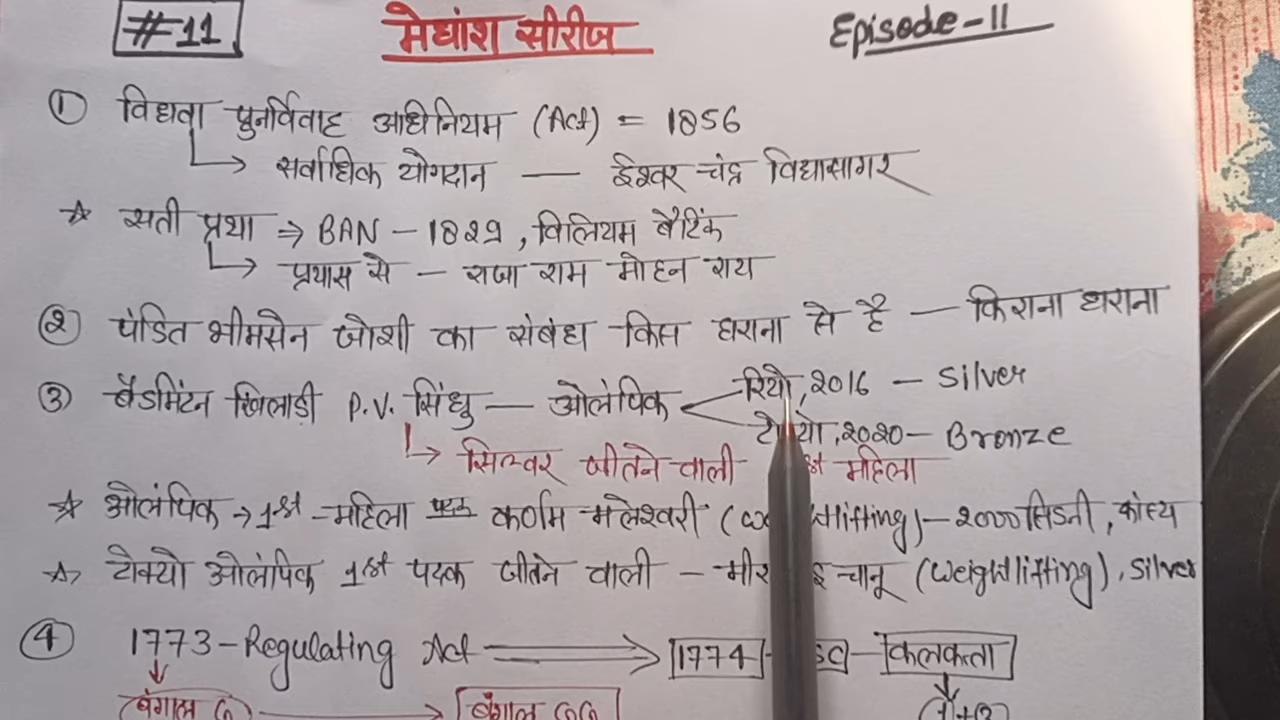 #11 मेधांश सीरीज Episode-11
① विधवा पुनर्विवाह अधिनियम (Act) = 1856
↳ सर्वाधिक योगदान — ईश्वर चंद्र विद्यासागर
☆ सती प्रथा ⇒ BAN - 1829, विलियम बैंटिंक
↳ प्रयास से - राजा राम मोहन राय
② पंडित भीमसेन जोशी का संबंध किस घराना से है — किराना घराना
③ बैडमिंटन खिलाड़ी P.V. सिंधु — ओलंपिक रियो, 2016 - Silver
2020 - Bronze
↳ सिल्वर जीतने वाली महिला
☆ ओलंपिक → 1st - महिला पदक कर्णम मलेश्वरी - 2000 सिडनी, कांस्य
☆ टोक्यो ओलंपिक 1st पदक जीतने वाली - चानू (Weightlifting), Silver
④ 1773 - Regulating Act ⇒ 1774 - SC - कलकत्ता
बंगाल G → बंगाल GG